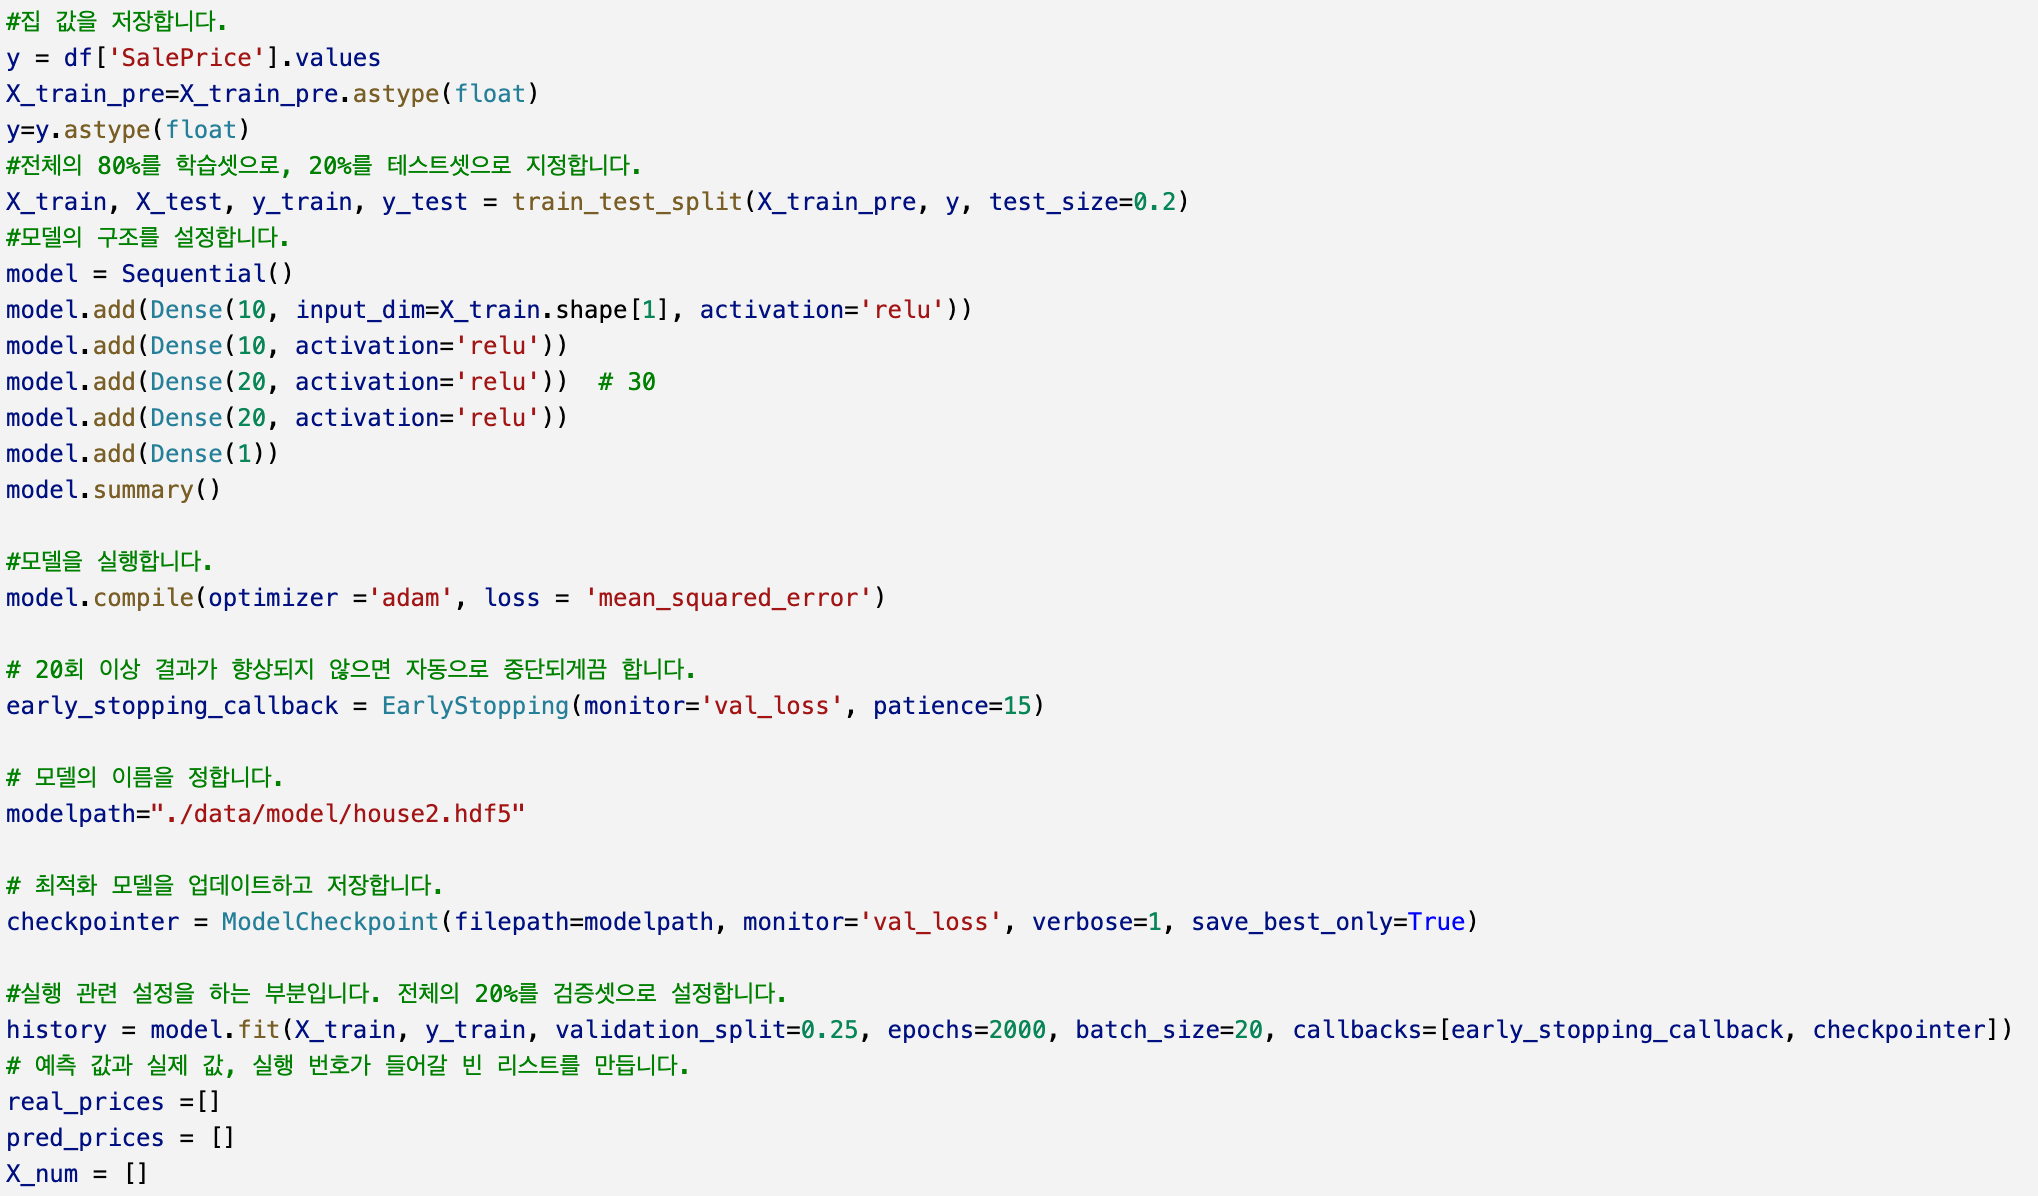 #집 값을 저장합니다.
y = df['SalePrice'].values
X_train_pre=X_train_pre.astype(float)
y=y.astype(float)
#전체의 80%를 학습셋으로, 20%를 테스트셋으로 지정합니다.
X_train, X_test, y_train, y_test = train_test_split(X_train_pre, y, test_size=0.2)
#모델의 구조를 설정합니다.
model = Sequential()
model.add(Dense(10, input_dim=X_train.shape[1], activation='relu'))
model.add(Dense(10, activation='relu'))
model.add(Dense(20, activation='relu'))  # 30
model.add(Dense(20, activation='relu'))
model.add(Dense(1))
model.summary()
#모델을 실행합니다.
model.compile(optimizer ='adam', loss = 'mean_squared_error')
# 20회 이상 결과가 향상되지 않으면 자동으로 중단되게끔 합니다.
early_stopping_callback = EarlyStopping(monitor='val_loss', patience=15)
# 모델의 이름을 정합니다.
modelpath="./data/model/house2.hdf5"
# 최적화 모델을 업데이트하고 저장합니다.
checkpointer = ModelCheckpoint(filepath=modelpath, monitor='val_loss', verbose=1, save_best_only=True)
#실행 관련 설정을 하는 부분입니다. 전체의 20%를 검증셋으로 설정합니다.
history = model.fit(X_train, y_train, validation_split=0.25, epochs=2000, batch_size=20, callbacks=[early_stopping_callback, checkpointer])
# 예측 값과 실제 값, 실행 번호가 들어갈 빈 리스트를 만듭니다.
real_prices =[]
pred_prices = []
X_num = []